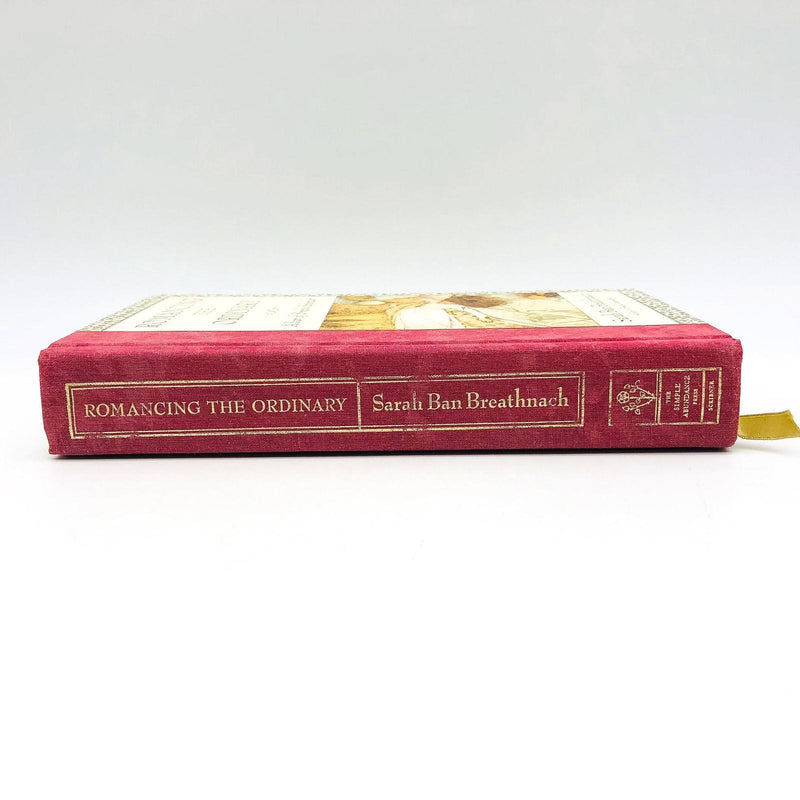 ROMANCING THE ORDINARY
Sarah Ban Breathnach
THE
SIMPLE
ABUNDANCE
PRESS
SCRIBNER